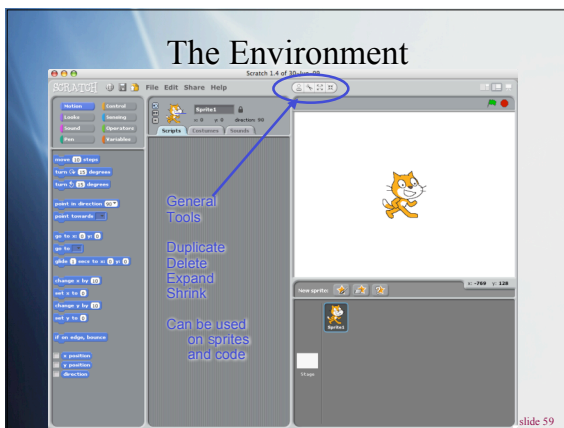 The Environment
Scratch 1.4 of 30-Jun-09
SCRATCH File Edit Share Help
Motion Control
Looks Sensing
Sound Operators
Pen Variables
Sprite1
x: 0 y: 0 direction: 90
Scripts Costumes Sounds
move 10 steps
turn 15 degrees
turn 15 degrees
point in direction 90
point towards
go to x: 0 y: 0
go to
glide 1 secs to x: 0 y: 0
change x by 10
set x to 0
change y by 10
set y to 0
if on edge, bounce
x position
y position
direction
General
Tools
Duplicate
Delete
Expand
Shrink
Can be used
on sprites
and code
New sprite:
x: -769 y: 128
Sprite1
Stage
slide 59